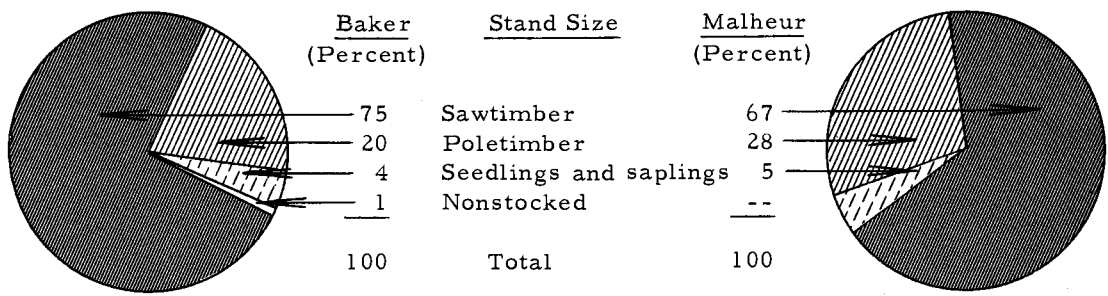 Baker Stand Size Malheur
(Percent) (Percent)
75 Sawtimber 67
20 Poletimber 28
4 Seedlings and saplings 5
1 Nonstocked --
100 Total 100